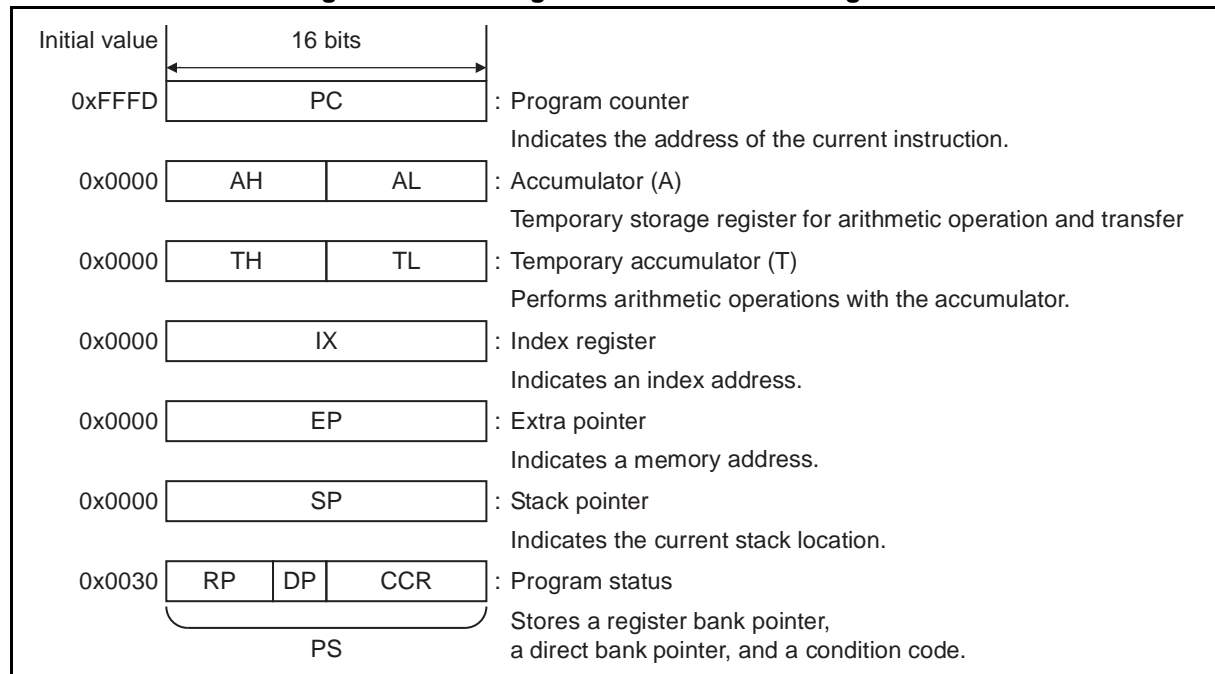 Initial value 16 bits
0xFFFD PC : Program counter
Indicates the address of the current instruction.
0x0000 AH AL : Accumulator (A)
Temporary storage register for arithmetic operation and transfer
0x0000 TH TL : Temporary accumulator (T)
Performs arithmetic operations with the accumulator.
0x0000 IX : Index register
Indicates an index address.
0x0000 EP : Extra pointer
Indicates a memory address.
0x0000 SP : Stack pointer
Indicates the current stack location.
0x0030 RP DP CCR : Program status
Stores a register bank pointer,
PS a direct bank pointer, and a condition code.